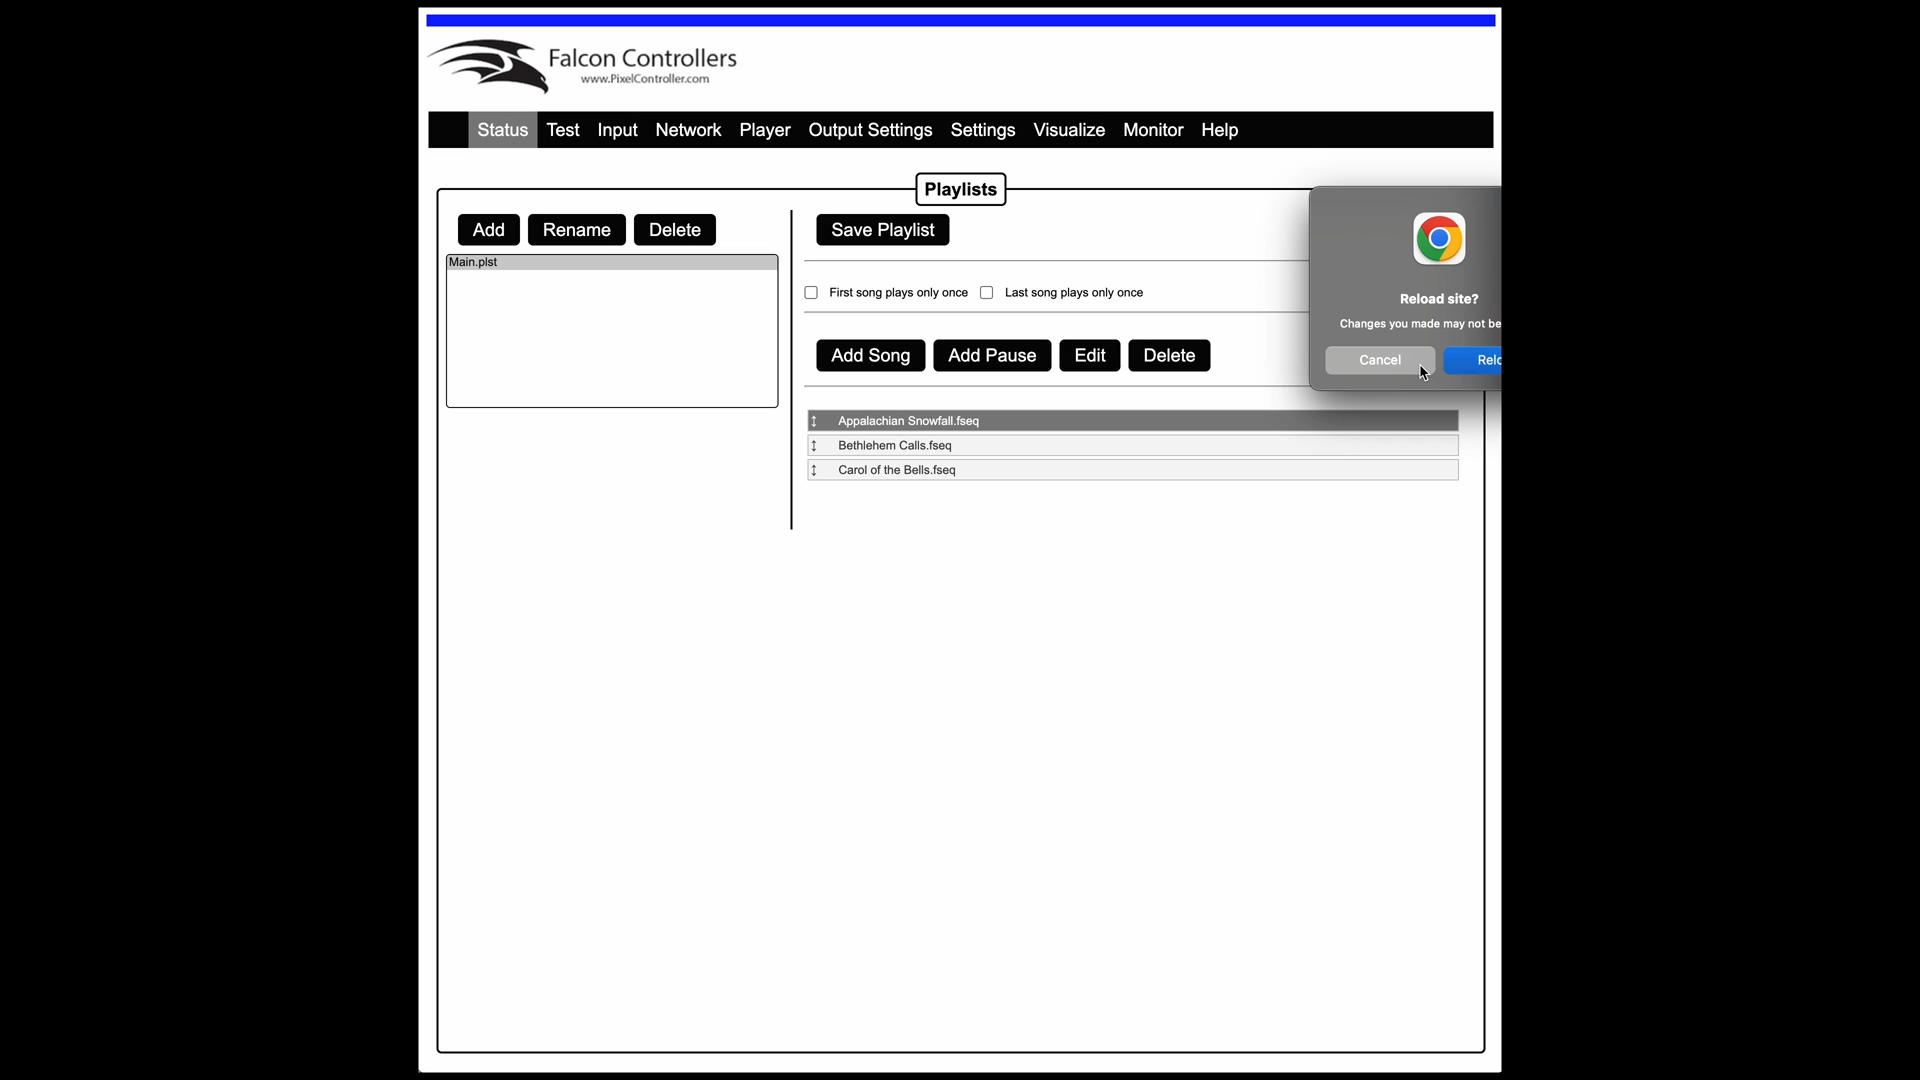 Falcon Controllers
www.PixelController.com
Status Test Input Network Player Output Settings Settings Visualize Monitor Help
Playlists
Add Rename Delete
Main.plst
Save Playlist
First song plays only once Last song plays only once
Add Song Add Pause Edit Delete
Appalachian Snowfall.fseq
Bethlehem Calls.fseq
Carol of the Bells.fseq
Reload site?
Changes you made may not be
Cancel Relo